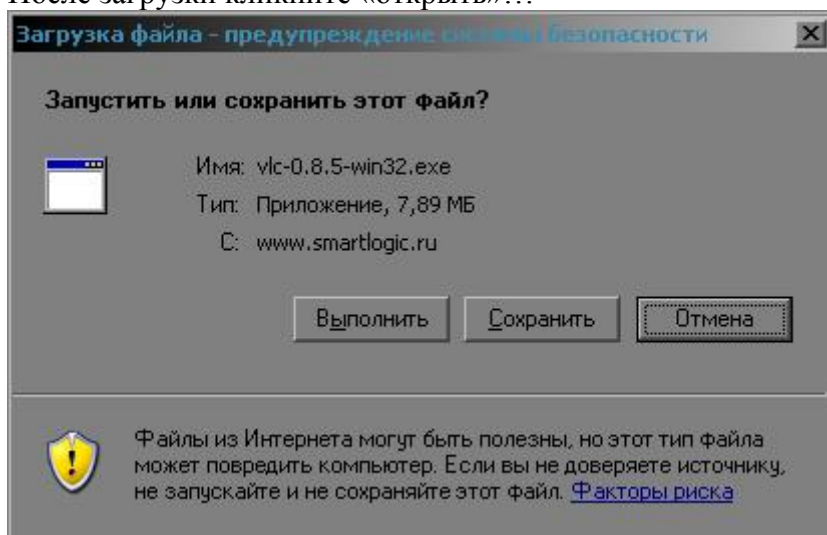 После загрузки кликните «открыть»…
Загрузка файла - предупреждение системы безопасности
Запустить или сохранить этот файл?
Имя: vlc-0.8.5-win32.exe
Тип: Приложение, 7,89 МБ
С: www.smartlogic.ru
Выполнить Сохранить Отмена
Файлы из Интернета могут быть полезны, но этот тип файла
может повредить компьютер. Если вы не доверяете источнику,
не запускайте и не сохраняйте этот файл. Факторы риска